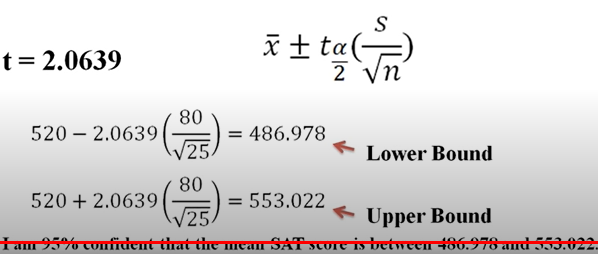 x̄ ± tα/2(S/√n)
t = 2.0639
520 − 2.0639(80/√25) = 486.978
Lower Bound
520 + 2.0639(80/√25) = 553.022
Upper Bound
I am 95% confident that the mean SAT score is between 486.978 and 553.022.